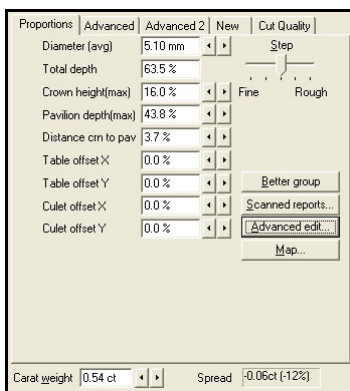 Proportions Advanced Advanced 2 New Cut Quality
Diameter (avg) 5.10 mm Step
Total depth 63.5 %
Crown height(max) 16.0 % Fine Rough
Pavilion depth(max) 43.8 %
Distance crn to pav 3.7 %
Table offset X 0.0 %
Table offset Y 0.0 % Better group
Culet offset X 0.0 % Scanned reports...
Culet offset Y 0.0 % Advanced edit...
Map...
Carat weight 0.54 ct Spread -0.06ct (-12%)